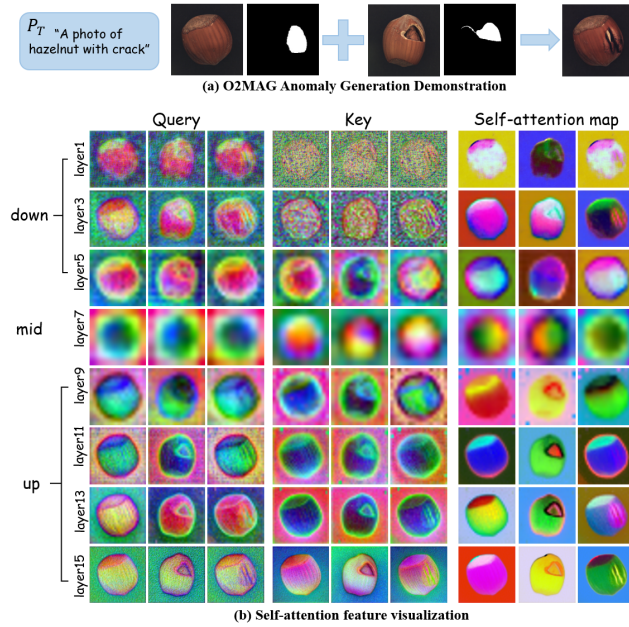 P_T "A photo of
hazelnut with crack"
(a) O2MAG Anomaly Generation Demonstration
Query Key Self-attention map
layer1
down layer3
layer5
mid layer7
layer9
layer11
up
layer13
layer15
(b) Self-attention feature visualization